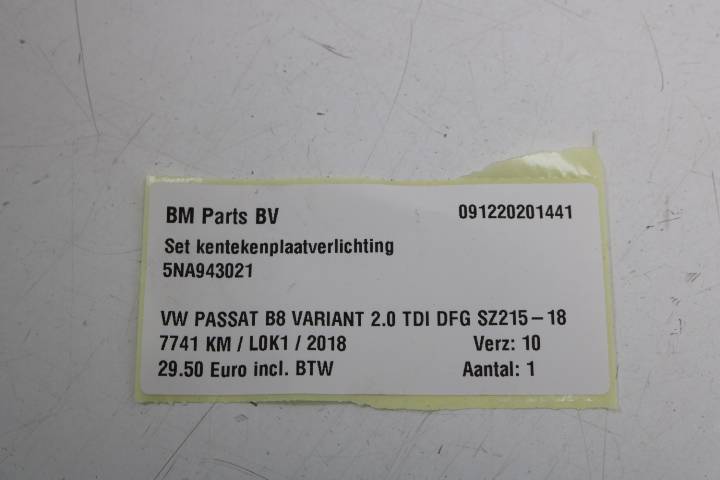 BM Parts BV 091220201441
Set kentekenplaatverlichting
5NA943021
VW PASSAT B8 VARIANT 2.0 TDI DFG SZ215-18
7741 KM / L0K1 / 2018 Verz: 10
29.50 Euro incl. BTW Aantal: 1